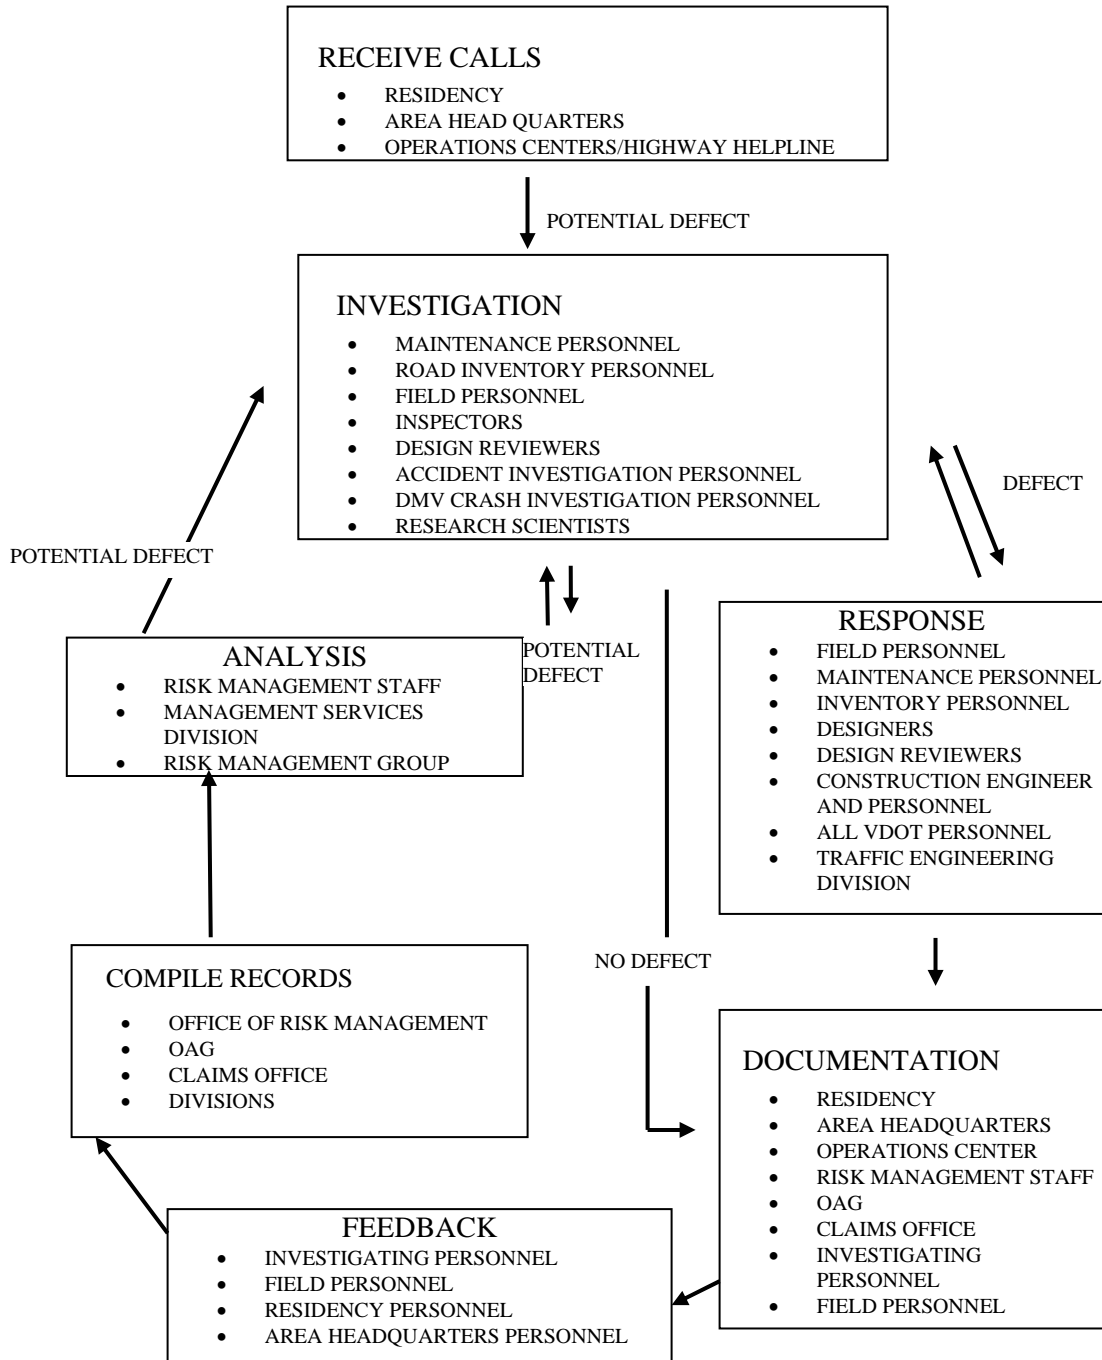 RECEIVE CALLS
• RESIDENCY
• AREA HEAD QUARTERS
• OPERATIONS CENTERS/HIGHWAY HELPLINE
POTENTIAL DEFECT
INVESTIGATION
• MAINTENANCE PERSONNEL
• ROAD INVENTORY PERSONNEL
• FIELD PERSONNEL
• INSPECTORS
• DESIGN REVIEWERS
• ACCIDENT INVESTIGATION PERSONNEL
• DMV CRASH INVESTIGATION PERSONNEL
• RESEARCH SCIENTISTS
DEFECT
POTENTIAL DEFECT
POTENTIAL
DEFECT
ANALYSIS
• RISK MANAGEMENT STAFF
• MANAGEMENT SERVICES
DIVISION
• RISK MANAGEMENT GROUP
RESPONSE
• FIELD PERSONNEL
• MAINTENANCE PERSONNEL
• INVENTORY PERSONNEL
• DESIGNERS
• DESIGN REVIEWERS
• CONSTRUCTION ENGINEER
AND PERSONNEL
• ALL VDOT PERSONNEL
• TRAFFIC ENGINEERING
DIVISION
NO DEFECT
COMPILE RECORDS
• OFFICE OF RISK MANAGEMENT
• OAG
• CLAIMS OFFICE
• DIVISIONS
DOCUMENTATION
• RESIDENCY
• AREA HEADQUARTERS
• OPERATIONS CENTER
• RISK MANAGEMENT STAFF
• OAG
• CLAIMS OFFICE
• INVESTIGATING
PERSONNEL
• FIELD PERSONNEL
FEEDBACK
• INVESTIGATING PERSONNEL
• FIELD PERSONNEL
• RESIDENCY PERSONNEL
• AREA HEADQUARTERS PERSONNEL